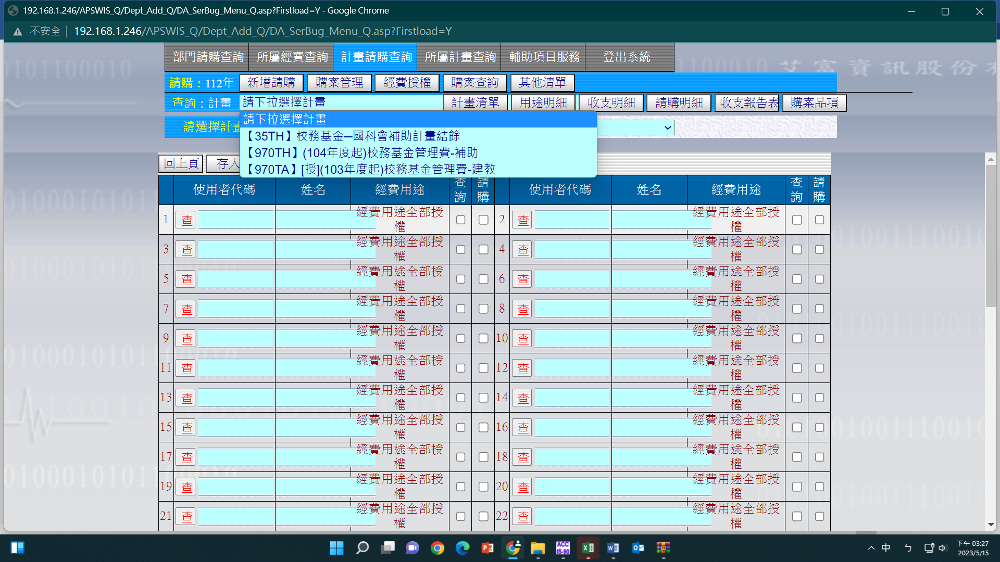 192.168.1.246/APSWIS_Q/Dept_Add_Q/DA_SerBug_Menu_Q.asp?Firstload=Y - Google Chrome
不安全 192.168.1.246/APSWIS_Q/Dept_Add_Q/DA_SerBug_Menu_Q.asp?Firstload=Y
部門請購查詢 所屬經費查詢 計畫請購查詢 所屬計畫查詢 輔助項目服務 登出系統
艾富資訊股份
請購：112年 新增請購 購案管理 經費授權 購案查詢 其他清單
查詢：計畫 請下拉選擇計畫 計畫清單 用途明細 收支明細 請購明細 收支報告表 購案品項
請選擇計畫
請下拉選擇計畫
【35TH】校務基金─國科會補助計畫結餘
【970TH】(104年度起)校務基金管理費-補助
【970TA】[授](103年度起)校務基金管理費-建教
回上頁 存入
使用者代碼 姓名 經費用途 查詢 請購 使用者代碼 姓名 經費用途 查詢 請購
1 查 經費用途全部授權 2 查 經費用途全部授權
3 查 經費用途全部授權 4 查 經費用途全部授權
5 查 經費用途全部授權 6 查 經費用途全部授權
7 查 經費用途全部授權 8 查 經費用途全部授權
9 查 經費用途全部授權 10 查 經費用途全部授權
11 查 經費用途全部授權 12 查 經費用途全部授權
13 查 經費用途全部授權 14 查 經費用途全部授權
15 查 經費用途全部授權 16 查 經費用途全部授權
17 查 經費用途全部授權 18 查 經費用途全部授權
19 查 經費用途全部授權 20 查 經費用途全部授權
21 查 經費用途全部授權 22 查 經費用途全部授權
ACC
IS-90
中 ㄅ 下午 03:27
2023/5/15